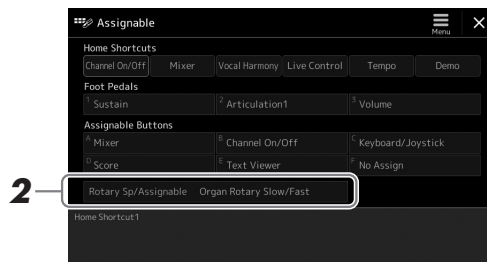 Assignable
Menu
Home Shortcuts
Channel On/Off Mixer Vocal Harmony Live Control Tempo Demo
Foot Pedals
1 Sustain 2 Articulation1 3 Volume
Assignable Buttons
A Mixer B Channel On/Off C Keyboard/Joystick
D Score E Text Viewer F No Assign
2 Rotary Sp/Assignable Organ Rotary Slow/Fast
Home Shortcut1